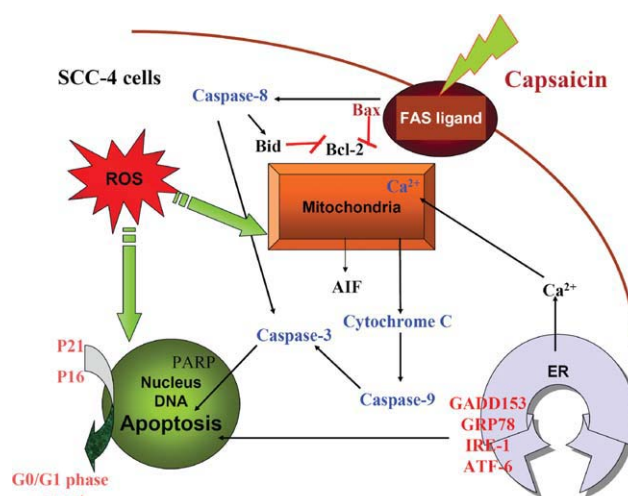 SCC-4 cells
Capsaicin
Caspase-8
Bax
FAS ligand
Bid
Bcl-2
ROS
Ca²⁺
Mitochondria
AIF
Ca²⁺
Cytochrome C
Caspase-3
P21
PARP
ER
P16
Nucleus
DNA
Caspase-9
GADD153
Apoptosis
GRP78
IRE-1
ATF-6
G0/G1 phase